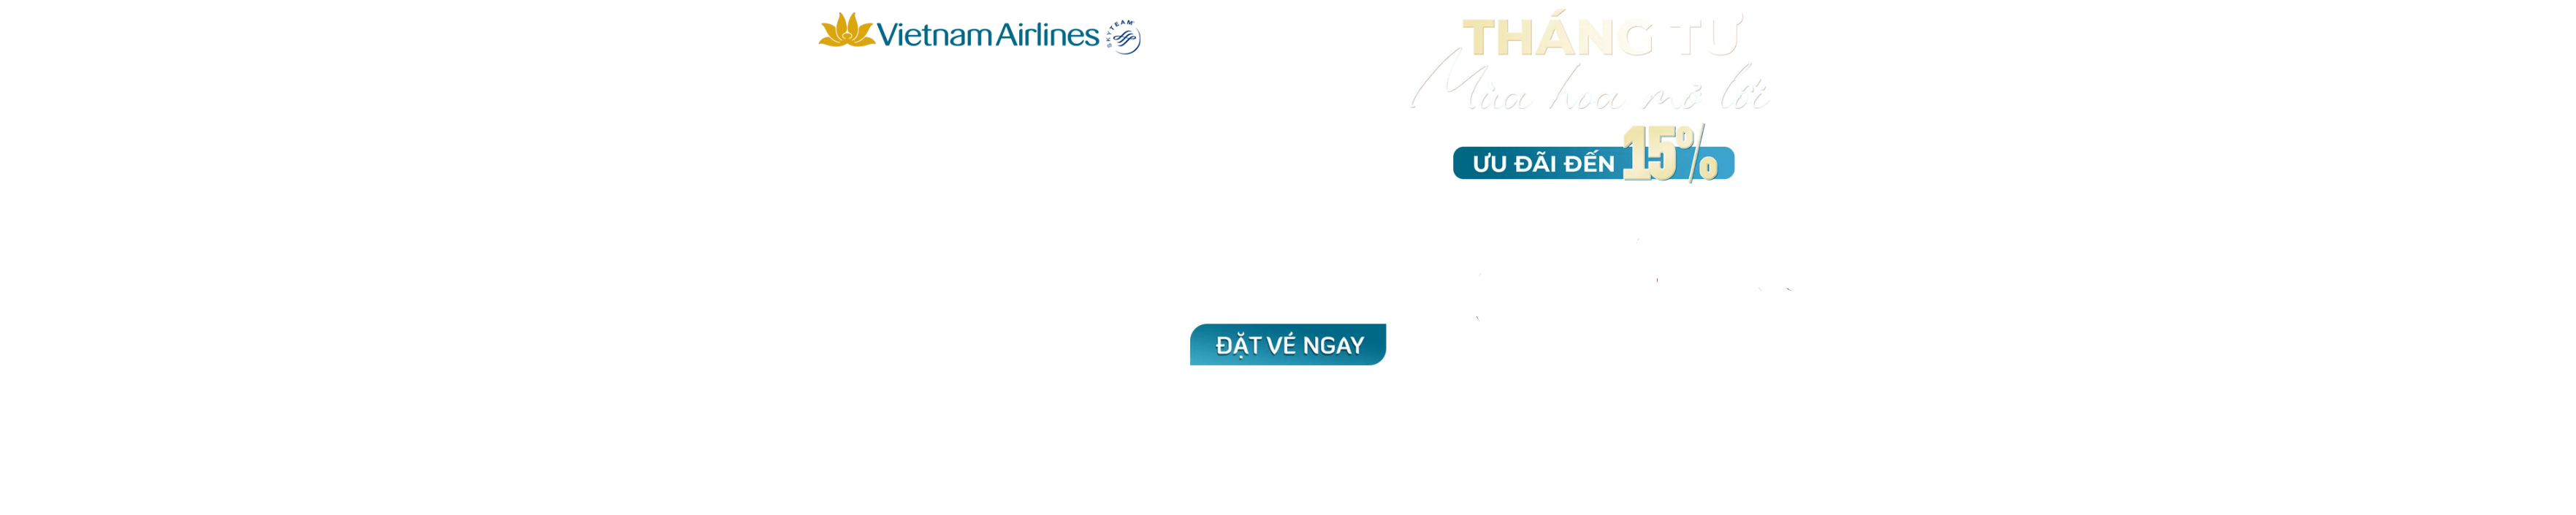 Vietnam Airlines
SKYTEAM
THÁNG TƯ
Mùa hoa mở lối
ƯU ĐÃI ĐẾN 15%
ĐẶT VÉ NGAY